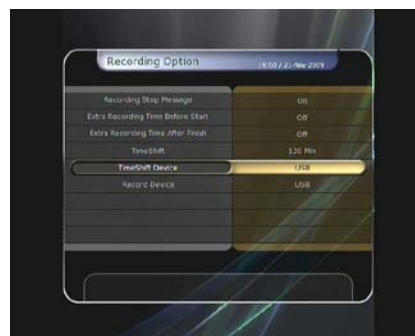 Recording Option
19:60 / 21-Nov-2009
Recording Stop Message On
Extra Recording Time Before Start Off
Extra Recording Time After Finish Off
TimeShift 120 Min
TimeShift Device USB
Record Device USB